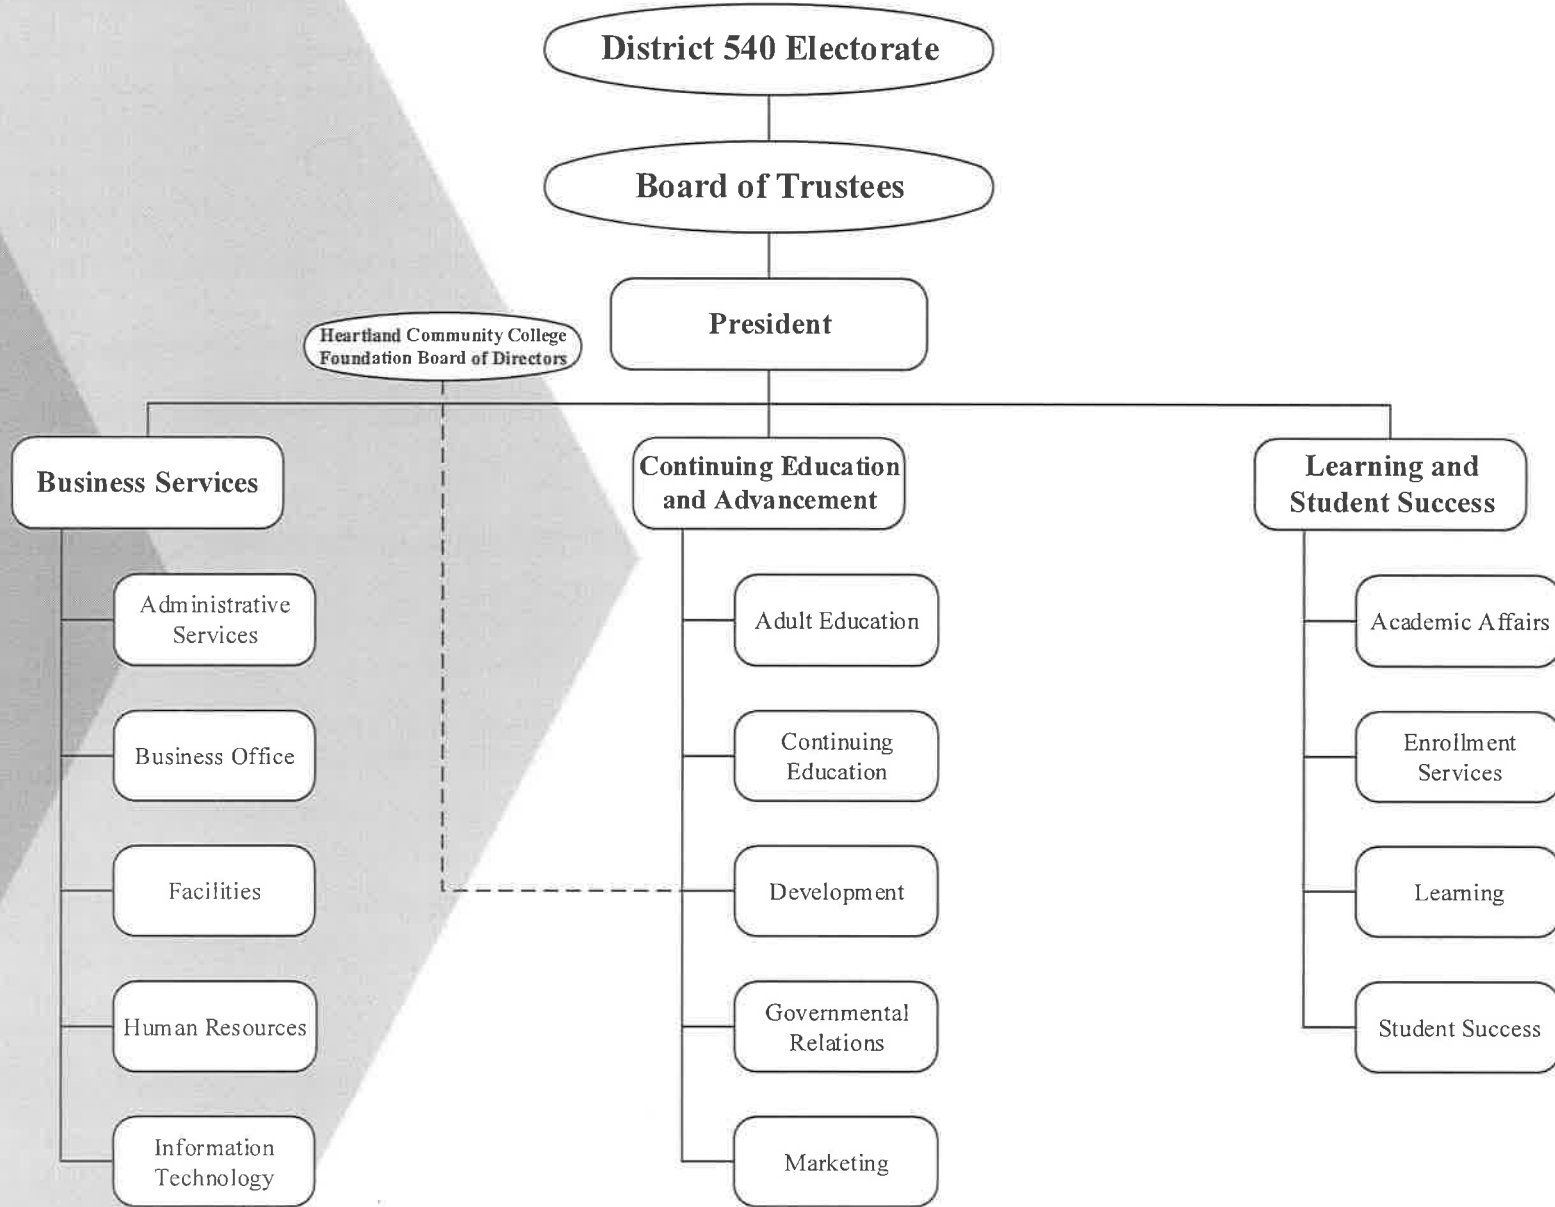 District 540 Electorate
Board of Trustees
President
Heartland Community College
Foundation Board of Directors
Business Services
Continuing Education
and Advancement
Learning and
Student Success
Administrative
Services
Adult Education
Academic Affairs
Business Office
Continuing
Education
Enrollment
Services
Facilities
Development
Learning
Human Resources
Governmental
Relations
Student Success
Information
Technology
Marketing